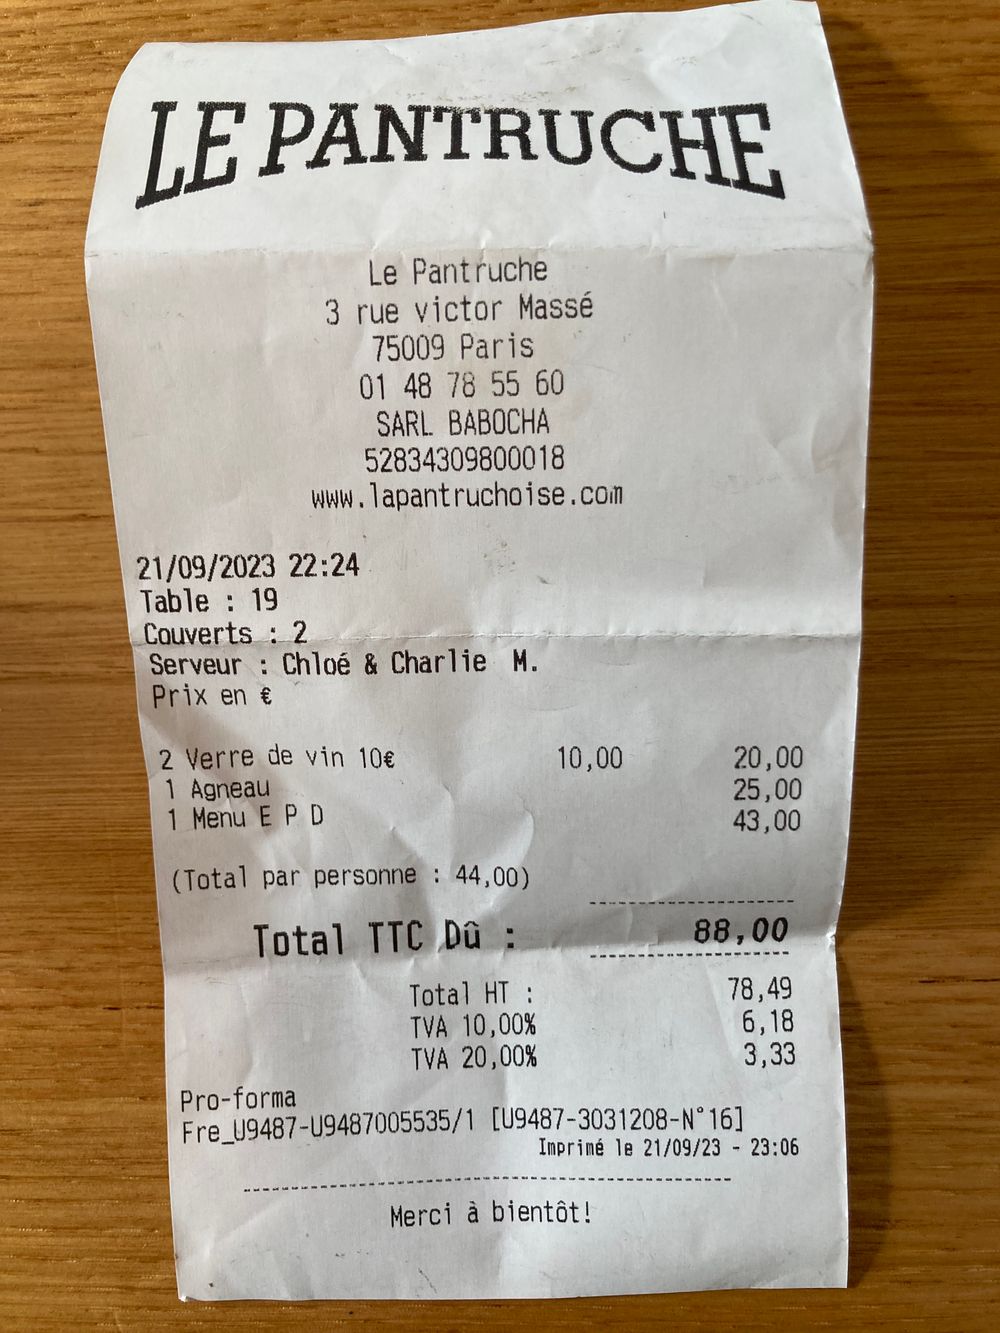 LE PANTRUCHE
Le Pantruche
3 rue victor Massé
75009 Paris
01 48 78 55 60
SARL BABOCHA
52834309800018
www.lapantruchoise.com
21/09/2023 22:24
Table : 19
Couverts : 2
Serveur : Chloé & Charlie M.
Prix en €
2 Verre de vin 10€ 10,00 20,00
1 Agneau 25,00
1 Menu E P D 43,00
(Total par personne : 44,00)
Total TTC Dû : 88,00
Total HT : 78,49
TVA 10,00% 6,18
TVA 20,00% 3,33
Pro-forma
Fre_U9487-U9487005535/1 [U9487-3031208-N°16]
Imprimé le 21/09/23 - 23:06
Merci à bientôt!